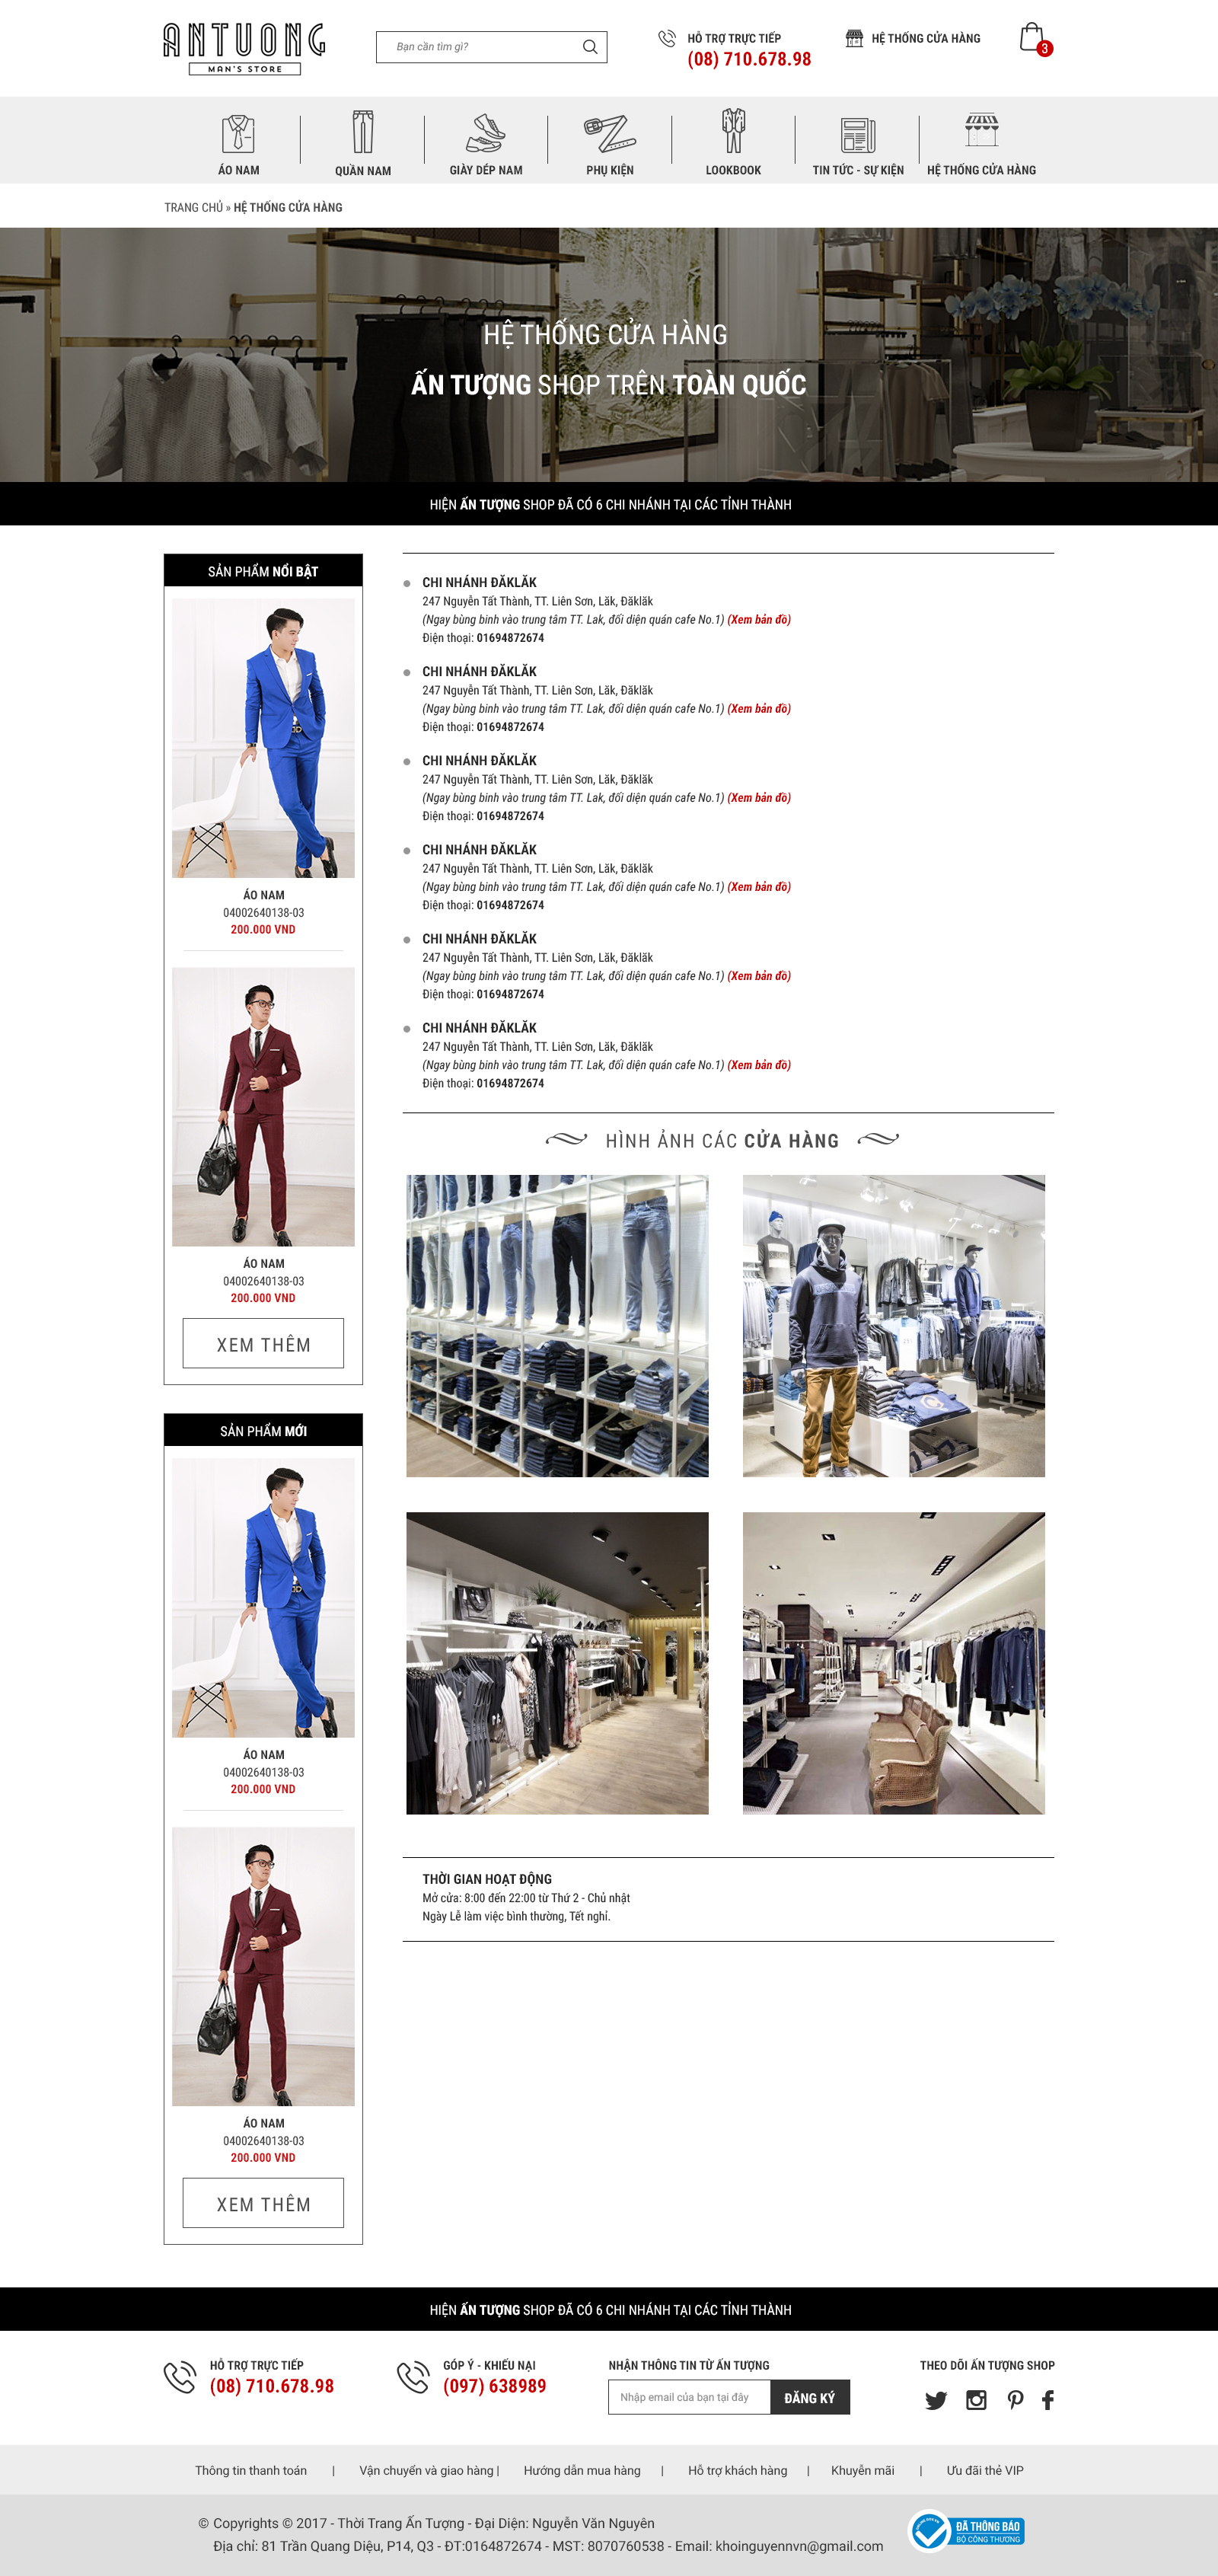 ANTUONG
MAN'S STORE
Bạn cần tìm gì?
HỖ TRỢ TRỰC TIẾP
(08) 710.678.98
HỆ THỐNG CỬA HÀNG
3
ÁO NAM
QUẦN NAM
GIÀY DÉP NAM
PHỤ KIỆN
LOOKBOOK
TIN TỨC - SỰ KIỆN
HỆ THỐNG CỬA HÀNG
TRANG CHỦ » HỆ THỐNG CỬA HÀNG
HỆ THỐNG CỬA HÀNG
ẤN TƯỢNG SHOP TRÊN TOÀN QUỐC
HIỆN ẤN TƯỢNG SHOP ĐÃ CÓ 6 CHI NHÁNH TẠI CÁC TỈNH THÀNH
SẢN PHẨM NỔI BẬT
ÁO NAM
04002640138-03
200.000 VND
ÁO NAM
04002640138-03
200.000 VND
XEM THÊM
SẢN PHẨM MỚI
ÁO NAM
04002640138-03
200.000 VND
ÁO NAM
04002640138-03
200.000 VND
XEM THÊM
CHI NHÁNH ĐĂKLĂK
247 Nguyễn Tất Thành, TT. Liên Sơn, Lăk, Đăklăk
(Ngay bùng binh vào trung tâm TT. Lak, đối diện quán cafe No.1) (Xem bản đồ)
Điện thoại: 01694872674
CHI NHÁNH ĐĂKLĂK
247 Nguyễn Tất Thành, TT. Liên Sơn, Lăk, Đăklăk
(Ngay bùng binh vào trung tâm TT. Lak, đối diện quán cafe No.1) (Xem bản đồ)
Điện thoại: 01694872674
CHI NHÁNH ĐĂKLĂK
247 Nguyễn Tất Thành, TT. Liên Sơn, Lăk, Đăklăk
(Ngay bùng binh vào trung tâm TT. Lak, đối diện quán cafe No.1) (Xem bản đồ)
Điện thoại: 01694872674
CHI NHÁNH ĐĂKLĂK
247 Nguyễn Tất Thành, TT. Liên Sơn, Lăk, Đăklăk
(Ngay bùng binh vào trung tâm TT. Lak, đối diện quán cafe No.1) (Xem bản đồ)
Điện thoại: 01694872674
CHI NHÁNH ĐĂKLĂK
247 Nguyễn Tất Thành, TT. Liên Sơn, Lăk, Đăklăk
(Ngay bùng binh vào trung tâm TT. Lak, đối diện quán cafe No.1) (Xem bản đồ)
Điện thoại: 01694872674
CHI NHÁNH ĐĂKLĂK
247 Nguyễn Tất Thành, TT. Liên Sơn, Lăk, Đăklăk
(Ngay bùng binh vào trung tâm TT. Lak, đối diện quán cafe No.1) (Xem bản đồ)
Điện thoại: 01694872674
HÌNH ẢNH CÁC CỬA HÀNG
THỜI GIAN HOẠT ĐỘNG
Mở cửa: 8:00 đến 22:00 từ Thứ 2 - Chủ nhật
Ngày Lễ làm việc bình thường, Tết nghỉ.
HIỆN ẤN TƯỢNG SHOP ĐÃ CÓ 6 CHI NHÁNH TẠI CÁC TỈNH THÀNH
HỖ TRỢ TRỰC TIẾP
(08) 710.678.98
GÓP Ý - KHIẾU NẠI
(097) 638989
NHẬN THÔNG TIN TỪ ẤN TƯỢNG
Nhập email của bạn tại đây
ĐĂNG KÝ
THEO DÕI ẤN TƯỢNG SHOP
Thông tin thanh toán | Vận chuyển và giao hàng | Hướng dẫn mua hàng | Hỗ trợ khách hàng | Khuyến mãi | Ưu đãi thẻ VIP
© Copyrights © 2017 - Thời Trang Ấn Tượng - Đại Diện: Nguyễn Văn Nguyên
Địa chỉ: 81 Trần Quang Diệu, P14, Q3 - ĐT:0164872674 - MST: 8070760538 - Email: khoinguyennvn@gmail.com
ĐÃ THÔNG BÁO
BỘ CÔNG THƯƠNG